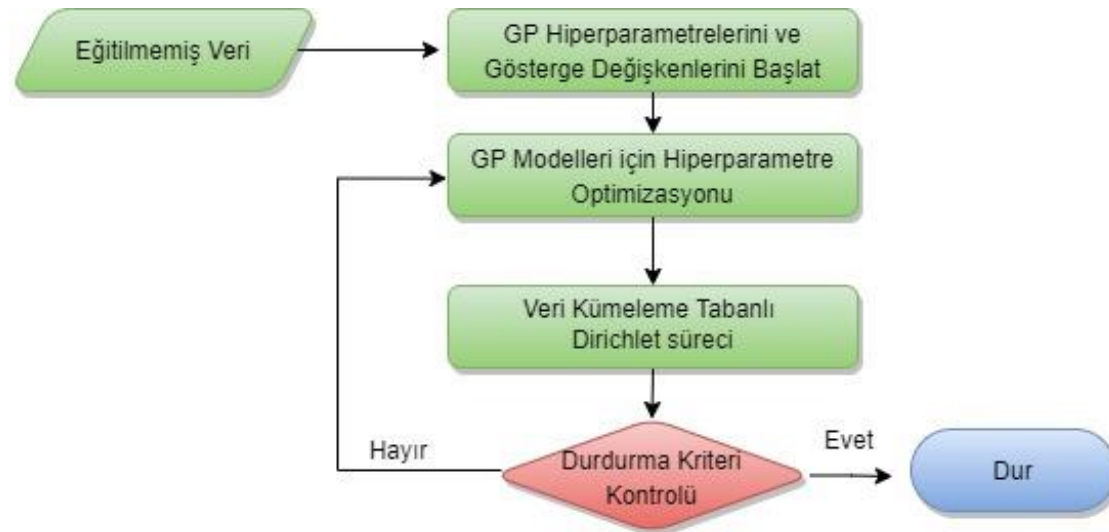 Eğitilmemiş Veri
GP Hiperparametrelerini ve
Gösterge Değişkenlerini Başlat
GP Modelleri için Hiperparametre
Optimizasyonu
Veri Kümeleme Tabanlı
Dirichlet süreci
Hayır
Durdurma Kriteri
Kontrolü
Evet
Dur